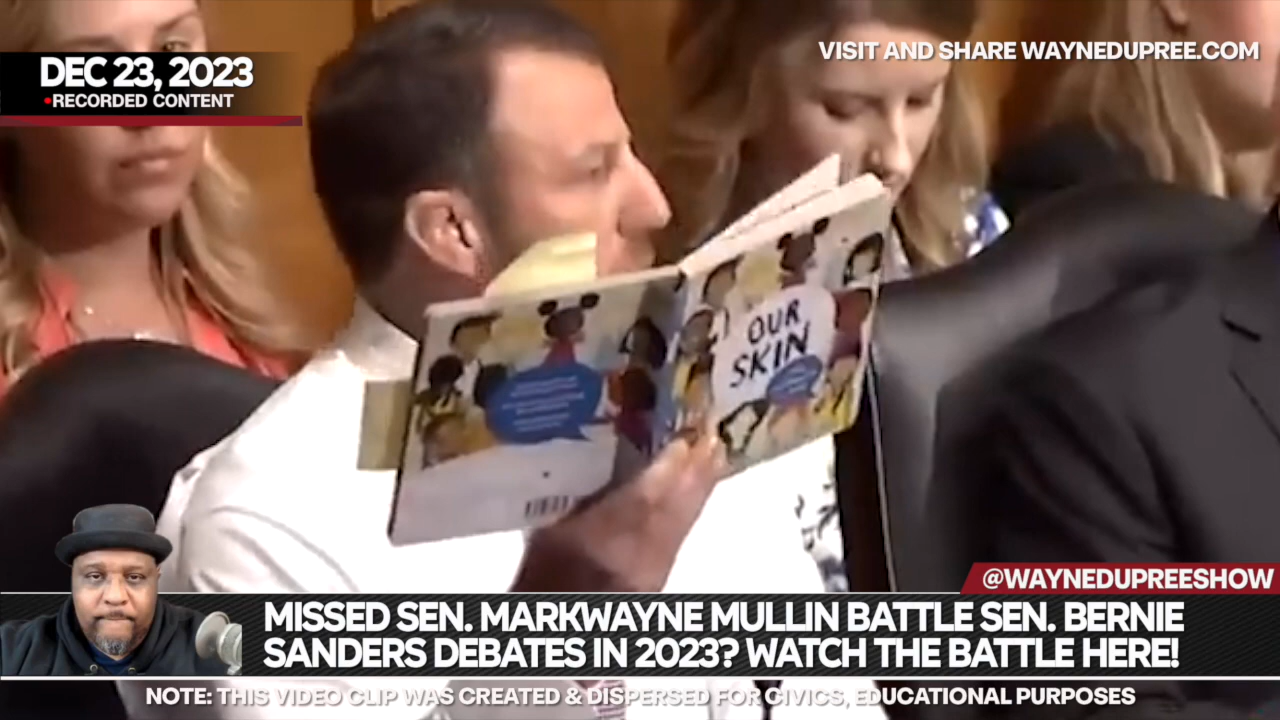 VISIT AND SHARE WAYNEDUPREE.COM
DEC 23, 2023
•RECORDED CONTENT
OUR
SKIN
@WAYNEDUPREESHOW
MISSED SEN. MARKWAYNE MULLIN BATTLE SEN. BERNIE
SANDERS DEBATES IN 2023? WATCH THE BATTLE HERE!
NOTE: THIS VIDEO CLIP WAS CREATED & DISPERSED FOR CIVICS, EDUCATIONAL PURPOSES